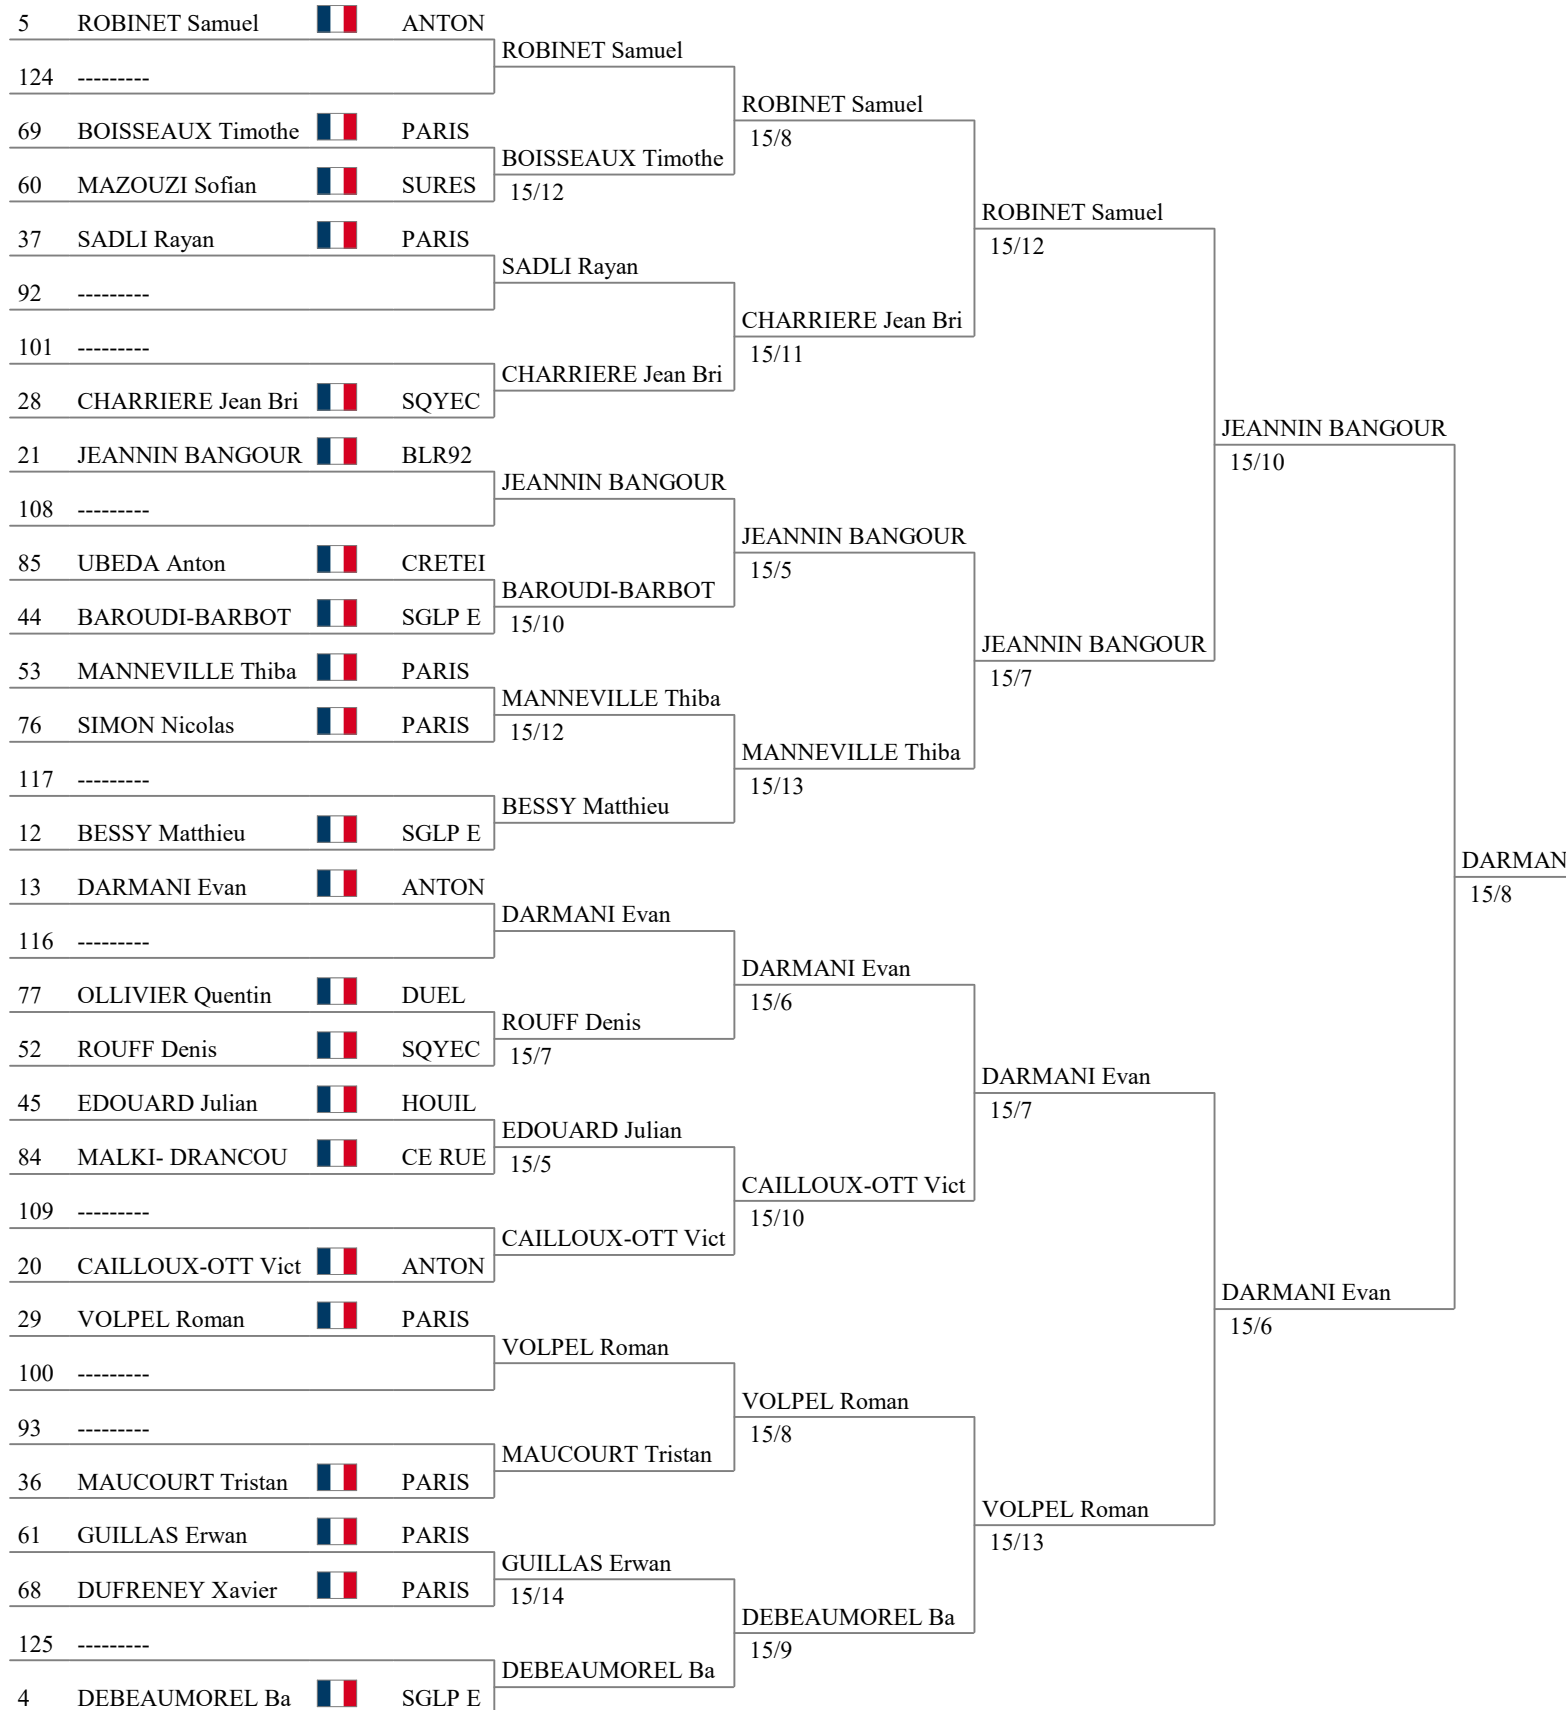 5 ROBINET Samuel ANTON
124 ---------
69 BOISSEAUX Timothe PARIS
60 MAZOUZI Sofian SURES
37 SADLI Rayan PARIS
92 ---------
101 ---------
28 CHARRIERE Jean Bri SQYEC
21 JEANNIN BANGOUR BLR92
108 ---------
85 UBEDA Anton CRETEI
44 BAROUDI-BARBOT SGLP E
53 MANNEVILLE Thiba PARIS
76 SIMON Nicolas PARIS
117 ---------
12 BESSY Matthieu SGLP E
13 DARMANI Evan ANTON
116 ---------
77 OLLIVIER Quentin DUEL
52 ROUFF Denis SQYEC
45 EDOUARD Julian HOUIL
84 MALKI- DRANCOU CE RUE
109 ---------
20 CAILLOUX-OTT Vict ANTON
29 VOLPEL Roman PARIS
100 ---------
93 ---------
36 MAUCOURT Tristan PARIS
61 GUILLAS Erwan PARIS
68 DUFRENEY Xavier PARIS
125 ---------
4 DEBEAUMOREL Ba SGLP E
ROBINET Samuel
BOISSEAUX Timothe
15/12
SADLI Rayan
CHARRIERE Jean Bri
JEANNIN BANGOUR
BAROUDI-BARBOT
15/10
MANNEVILLE Thiba
15/12
BESSY Matthieu
DARMANI Evan
ROUFF Denis
15/7
EDOUARD Julian
15/5
CAILLOUX-OTT Vict
VOLPEL Roman
MAUCOURT Tristan
GUILLAS Erwan
15/14
DEBEAUMOREL Ba
ROBINET Samuel
15/8
CHARRIERE Jean Bri
15/11
JEANNIN BANGOUR
15/5
MANNEVILLE Thiba
15/13
DARMANI Evan
15/6
CAILLOUX-OTT Vict
15/10
VOLPEL Roman
15/8
DEBEAUMOREL Ba
15/9
ROBINET Samuel
15/12
JEANNIN BANGOUR
15/7
DARMANI Evan
15/7
VOLPEL Roman
15/13
JEANNIN BANGOUR
15/10
DARMANI Evan
15/6
DARMAN
15/8